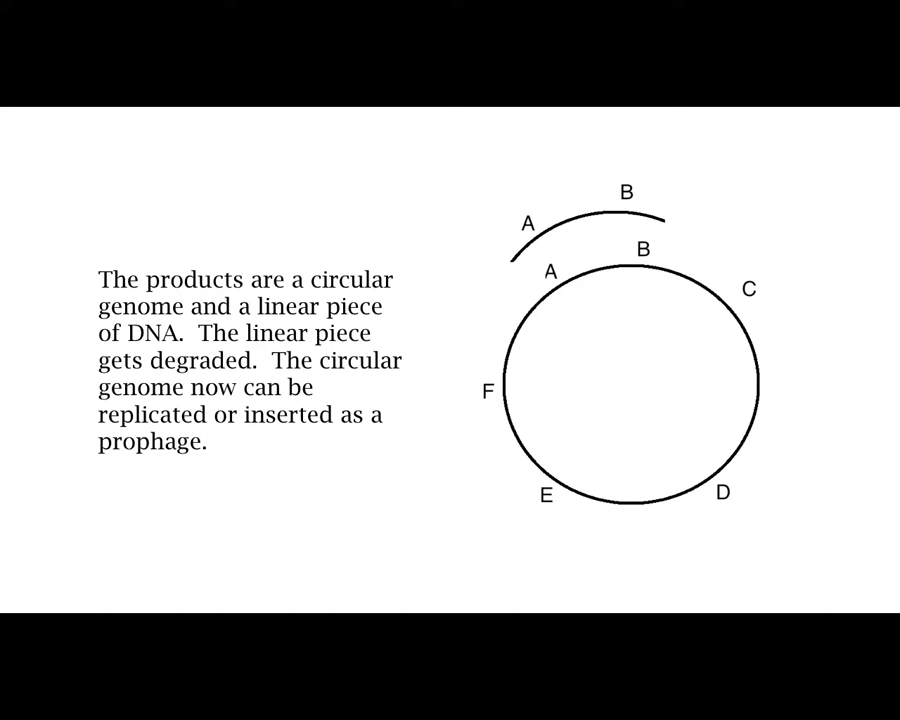 The products are a circular
genome and a linear piece
of DNA.  The linear piece
gets degraded.  The circular
genome now can be
replicated or inserted as a
prophage.
B
A
B
A
C
F
E
D